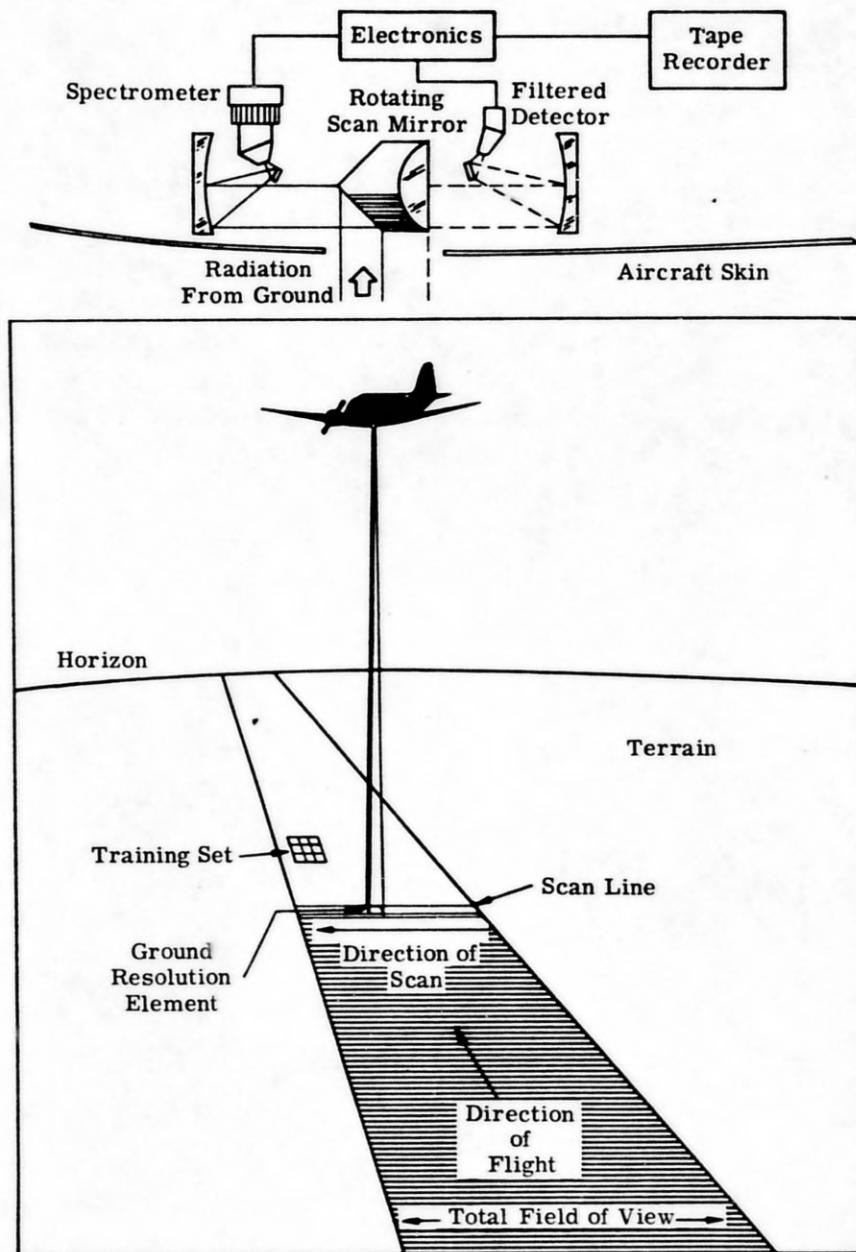 Electronics
Tape
Recorder
Spectrometer
Rotating
Scan Mirror
Filtered
Detector
Radiation
From Ground
Aircraft Skin
Horizon
Terrain
Training Set
Scan Line
Ground
Resolution
Element
Direction of
Scan
Direction
of
Flight
Total Field of View